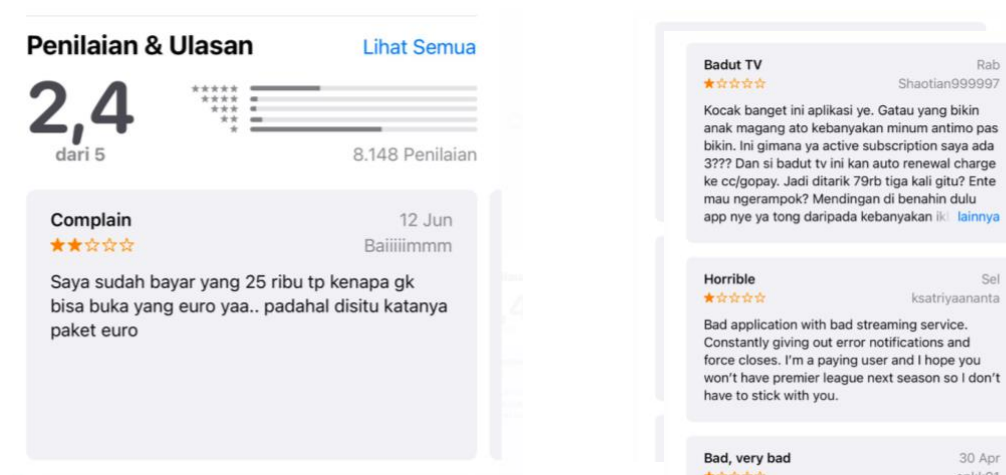 Penilaian & Ulasan
Lihat Semua
2,4
dari 5
8.148 Penilaian
Complain
12 Jun
Baiiiiimmm
Saya sudah bayar yang 25 ribu tp kenapa gk
bisa buka yang euro yaa.. padahal disitu katanya
paket euro
Badut TV
Rab
Shaotian999997
Kocak banget ini aplikasi ye. Gatau yang bikin
anak magang ato kebanyakan minum antimo pas
bikin. Ini gimana ya active subscription saya ada
3??? Dan si badut tv ini kan auto renewal charge
ke cc/gopay. Jadi ditarik 79rb tiga kali gitu? Ente
mau ngerampok? Mendingan di benahin dulu
app nye ya tong daripada kebanyakan lainnya
Horrible
Sel
ksatriyaananta
Bad application with bad streaming service.
Constantly giving out error notifications and
force closes. I'm a paying user and I hope you
won't have premier league next season so I don't
have to stick with you.
Bad, very bad
30 Apr